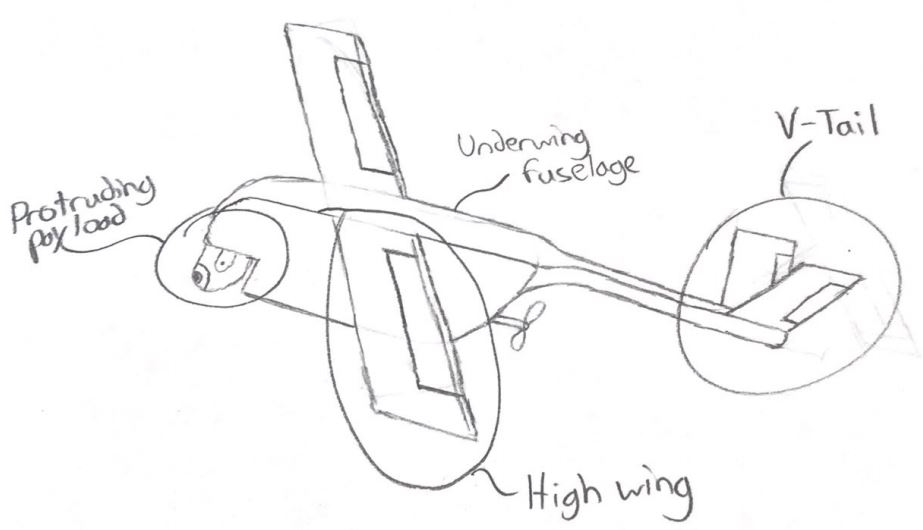 V-Tail
Underwing
fuselage
Protruding
payload
High wing